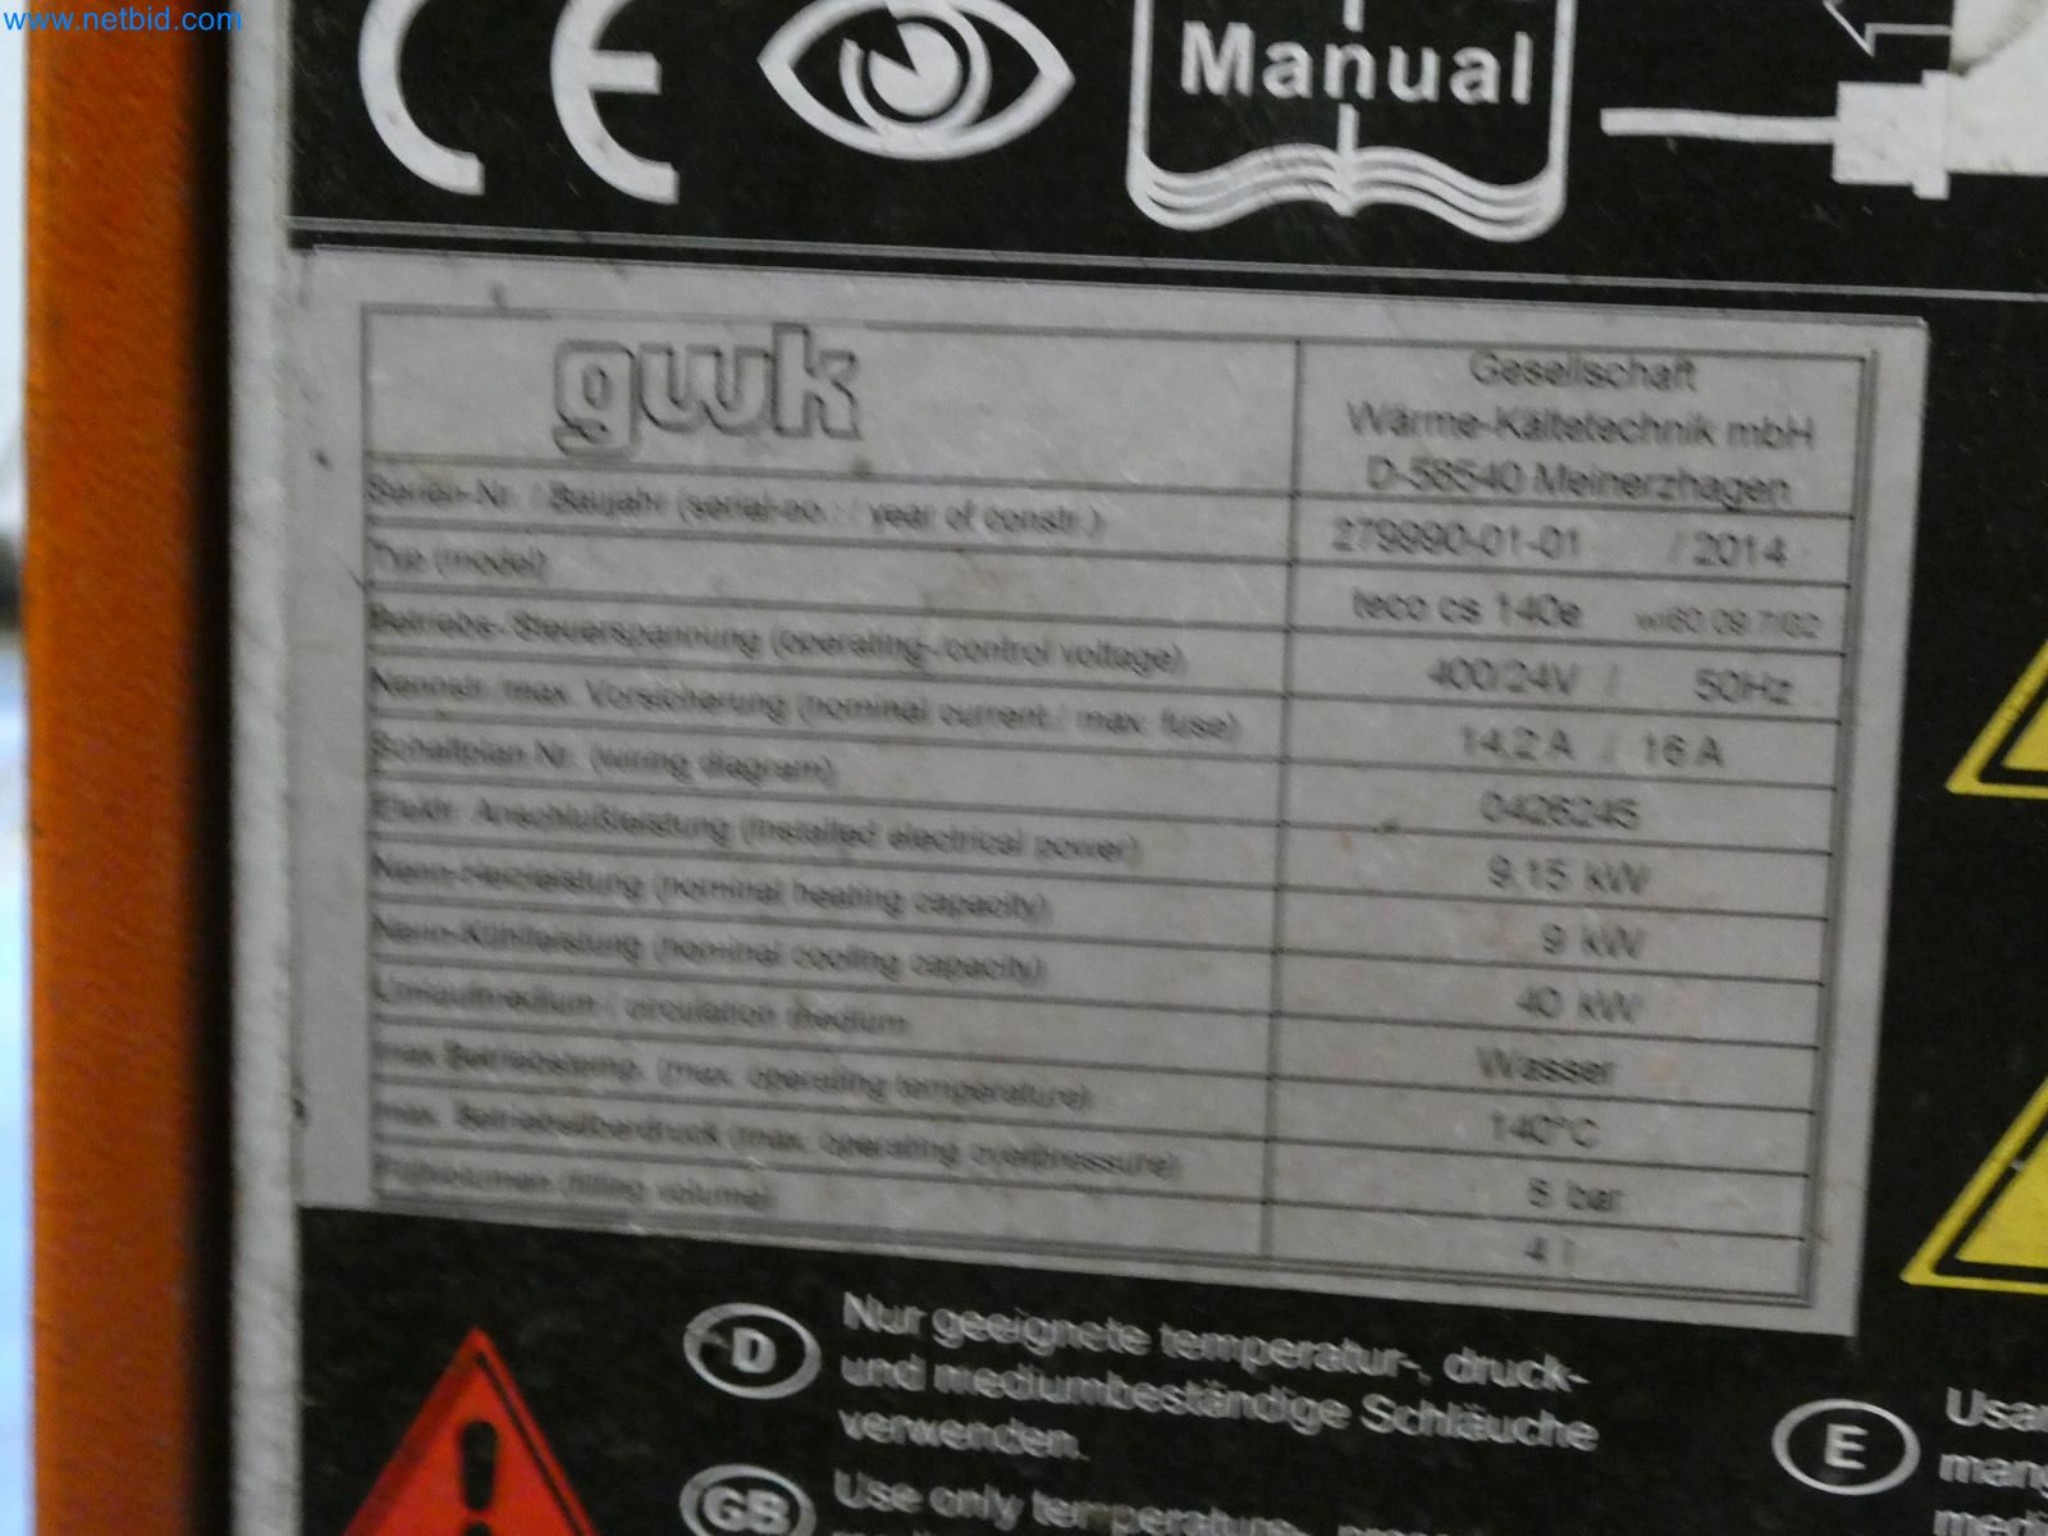 www.netbid.com
CE
Manual
gwk
Gesellschaft
Wärme-Kältetechnik mbH
D-58540 Meinerzhagen
Serien-Nr. / Baujahr (serial-no. / year of constr.) 279990-01-01 / 2014
Typ (model) teco cs 140e
Betriebs-/Steuerspannung (operating-/control voltage) 400/24V / 50Hz
Nennstr./max. Vorsicherung (nominal current / max. fuse) 14,2 A / 16 A
Schaltplan Nr. (wiring diagram) 0426245
Elektr. Anschlußleistung (installed electrical power) 9,15 kW
Nenn-Heizleistung (nominal heating capacity) 9 kW
Nenn-Kühlleistung (nominal cooling capacity) 40 kW
Umlaufmedium / circulation medium Wasser
max.Betriebstemp. (max. operating temperature) 140°C
max. Betriebsüberdruck (max. operating overpressure) 5 bar
Füllvolumen (filling volume) 4 l
D Nur geeignete temperatur-, druck-
und mediumbeständige Schläuche
verwenden.
GB Use only temperature-,
E